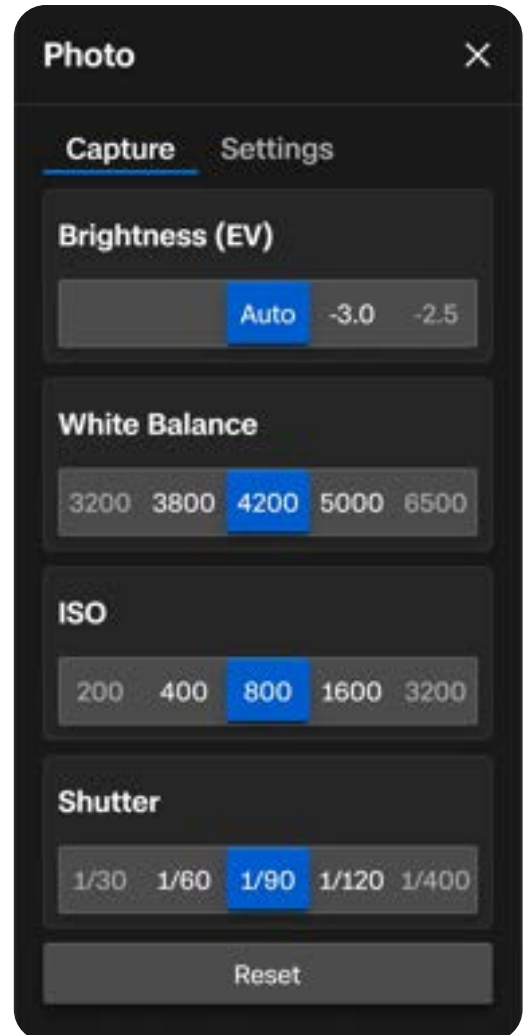 Photo
Capture Settings
Brightness (EV)
Auto -3.0 -2.5
White Balance
3200 3800 4200 5000 6500
ISO
200 400 800 1600 3200
Shutter
1/30 1/60 1/90 1/120 1/400
Reset